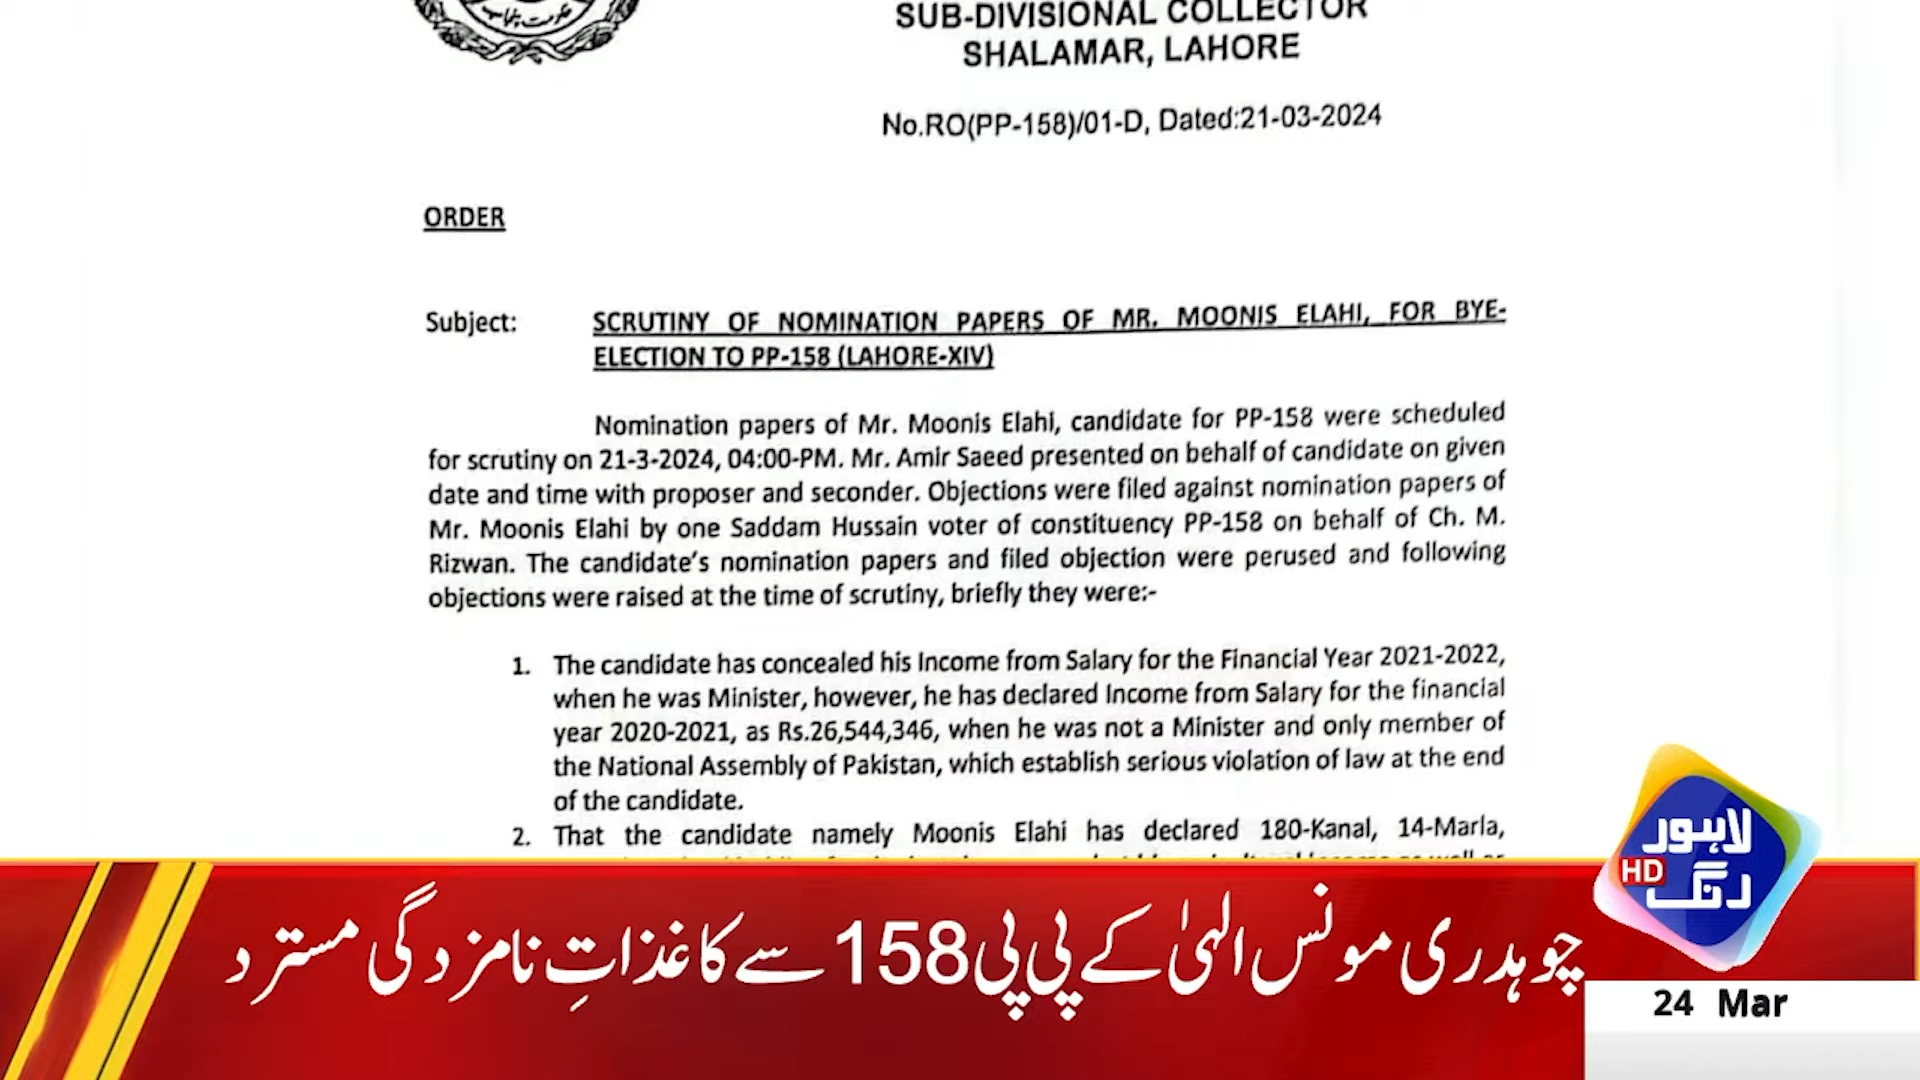 حکومت پنجاب
SUB-DIVISIONAL COLLECTOR
SHALAMAR, LAHORE
No.RO(PP-158)/01-D, Dated:21-03-2024
ORDER
Subject: SCRUTINY OF NOMINATION PAPERS OF MR. MOONIS ELAHI, FOR BYE-
ELECTION TO PP-158 (LAHORE-XIV)
Nomination papers of Mr. Moonis Elahi, candidate for PP-158 were scheduled
for scrutiny on 21-3-2024, 04:00-PM. Mr. Amir Saeed presented on behalf of candidate on given
date and time with proposer and seconder. Objections were filed against nomination papers of
Mr. Moonis Elahi by one Saddam Hussain voter of constituency PP-158 on behalf of Ch. M.
Rizwan. The candidate's nomination papers and filed objection were perused and following
objections were raised at the time of scrutiny, briefly they were:-
1. The candidate has concealed his Income from Salary for the Financial Year 2021-2022,
when he was Minister, however, he has declared Income from Salary for the financial
year 2020-2021, as Rs.26,544,346, when he was not a Minister and only member of
the National Assembly of Pakistan, which establish serious violation of law at the end
of the candidate.
2. That the candidate namely Moonis Elahi has declared 180-Kanal, 14-Marla,
لاہور
رنگ HD
چوہدری مونس الہیٰ کے پی پی 158 سے کاغذاتِ نامزدگی مسترد
24 Mar